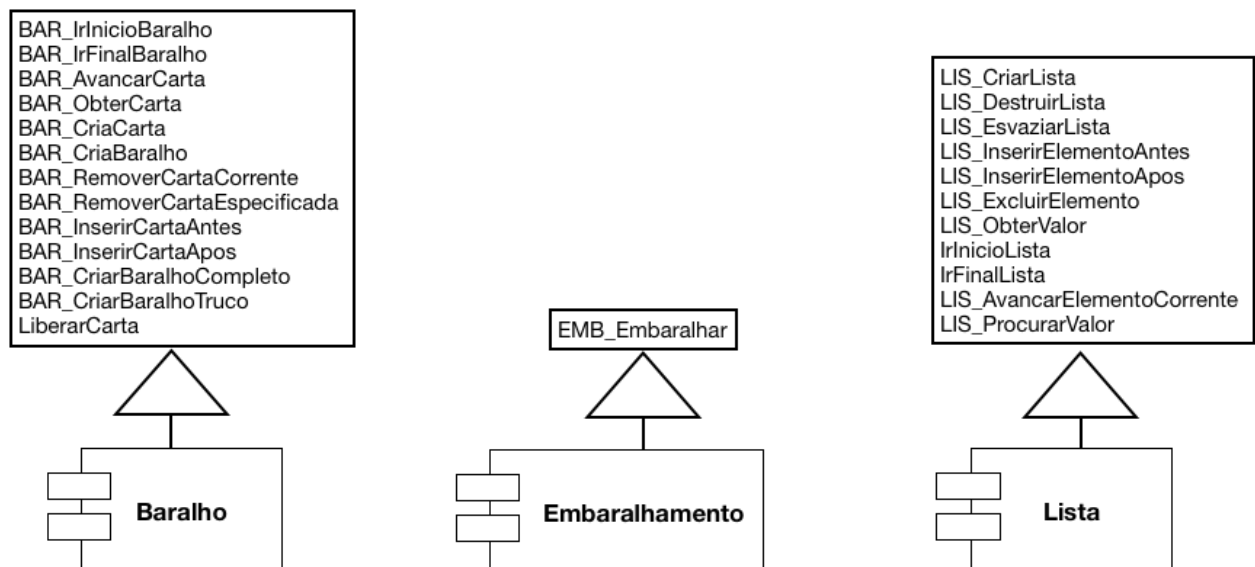 BAR_IrInicioBaralho
BAR_IrFinalBaralho
BAR_AvancarCarta
BAR_ObterCarta
BAR_CriaCarta
BAR_CriaBaralho
BAR_RemoverCartaCorrente
BAR_RemoverCartaEspecificada
BAR_InserirCartaAntes
BAR_InserirCartaApos
BAR_CriarBaralhoCompleto
BAR_CriarBaralhoTruco
LiberarCarta
Baralho
EMB_Embaralhar
Embaralhamento
LIS_CriarLista
LIS_DestruirLista
LIS_EsvaziarLista
LIS_InserirElementoAntes
LIS_InserirElementoApos
LIS_ExcluirElemento
LIS_ObterValor
IrInicioLista
IrFinalLista
LIS_AvancarElementoCorrente
LIS_ProcurarValor
Lista